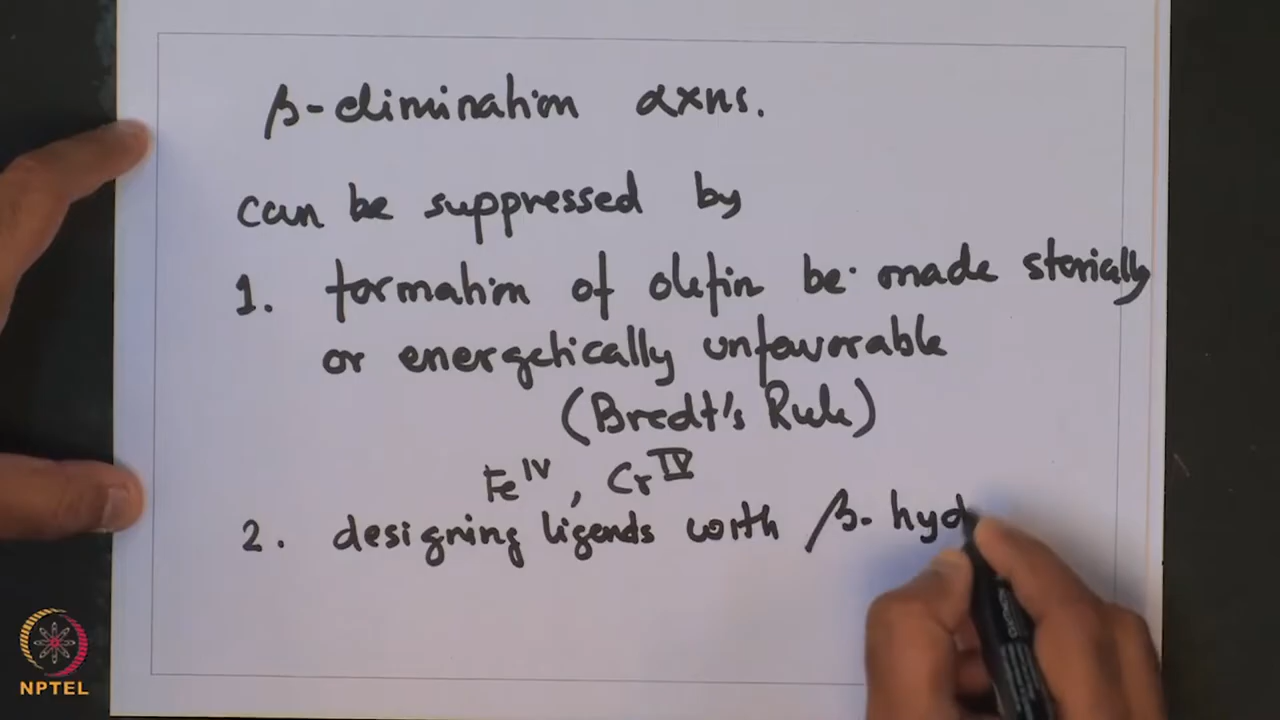 β-elimination rxns.
can be suppressed by
1. formation of olefin be made sterically
or energetically unfavorable
(Bredt's Rule)
Fe^IV, Cr^IV
2. designing ligends with β-hyd
NPTEL